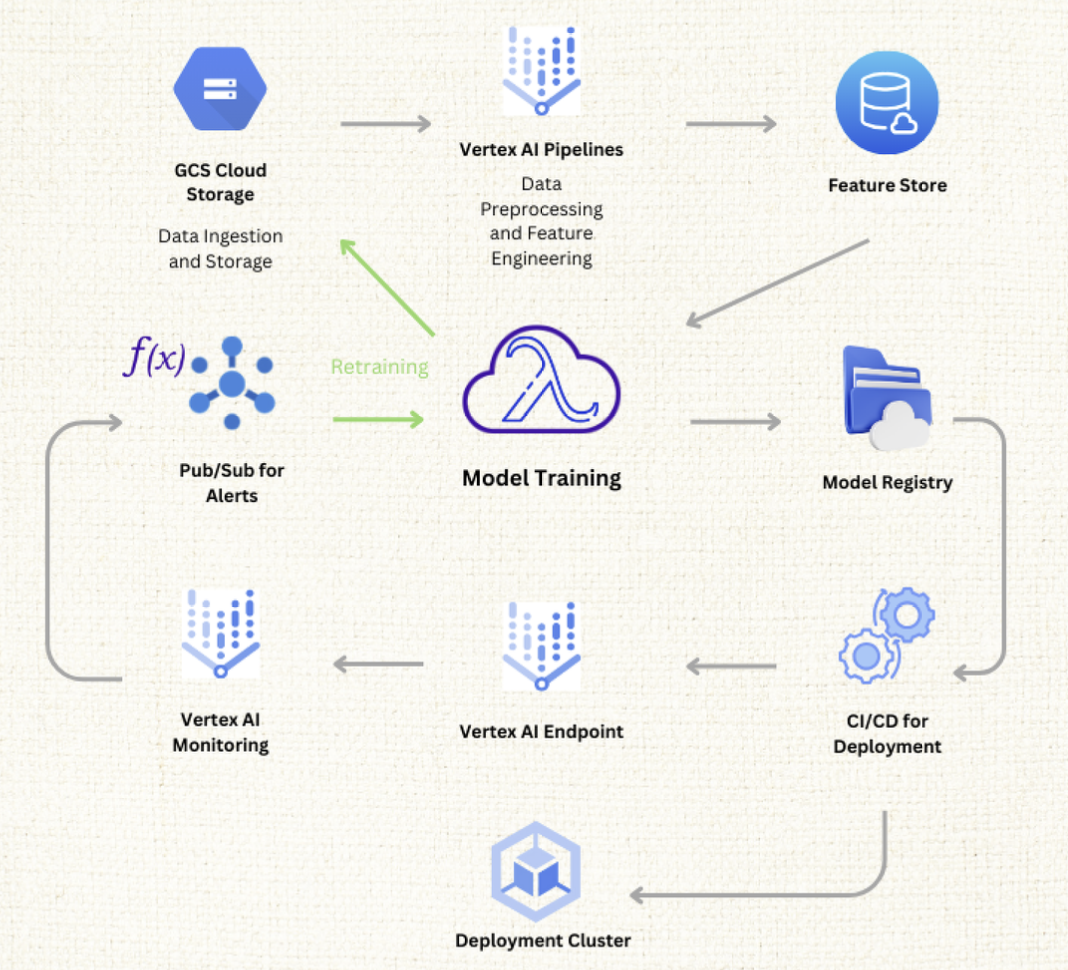 GCS Cloud
Storage
Data Ingestion
and Storage
Vertex AI Pipelines
Data
Preprocessing
and Feature
Engineering
Feature Store
f(x)
Pub/Sub for
Alerts
Retraining
λ
Model Training
Model Registry
Vertex AI
Monitoring
Vertex AI Endpoint
CI/CD for
Deployment
Deployment Cluster